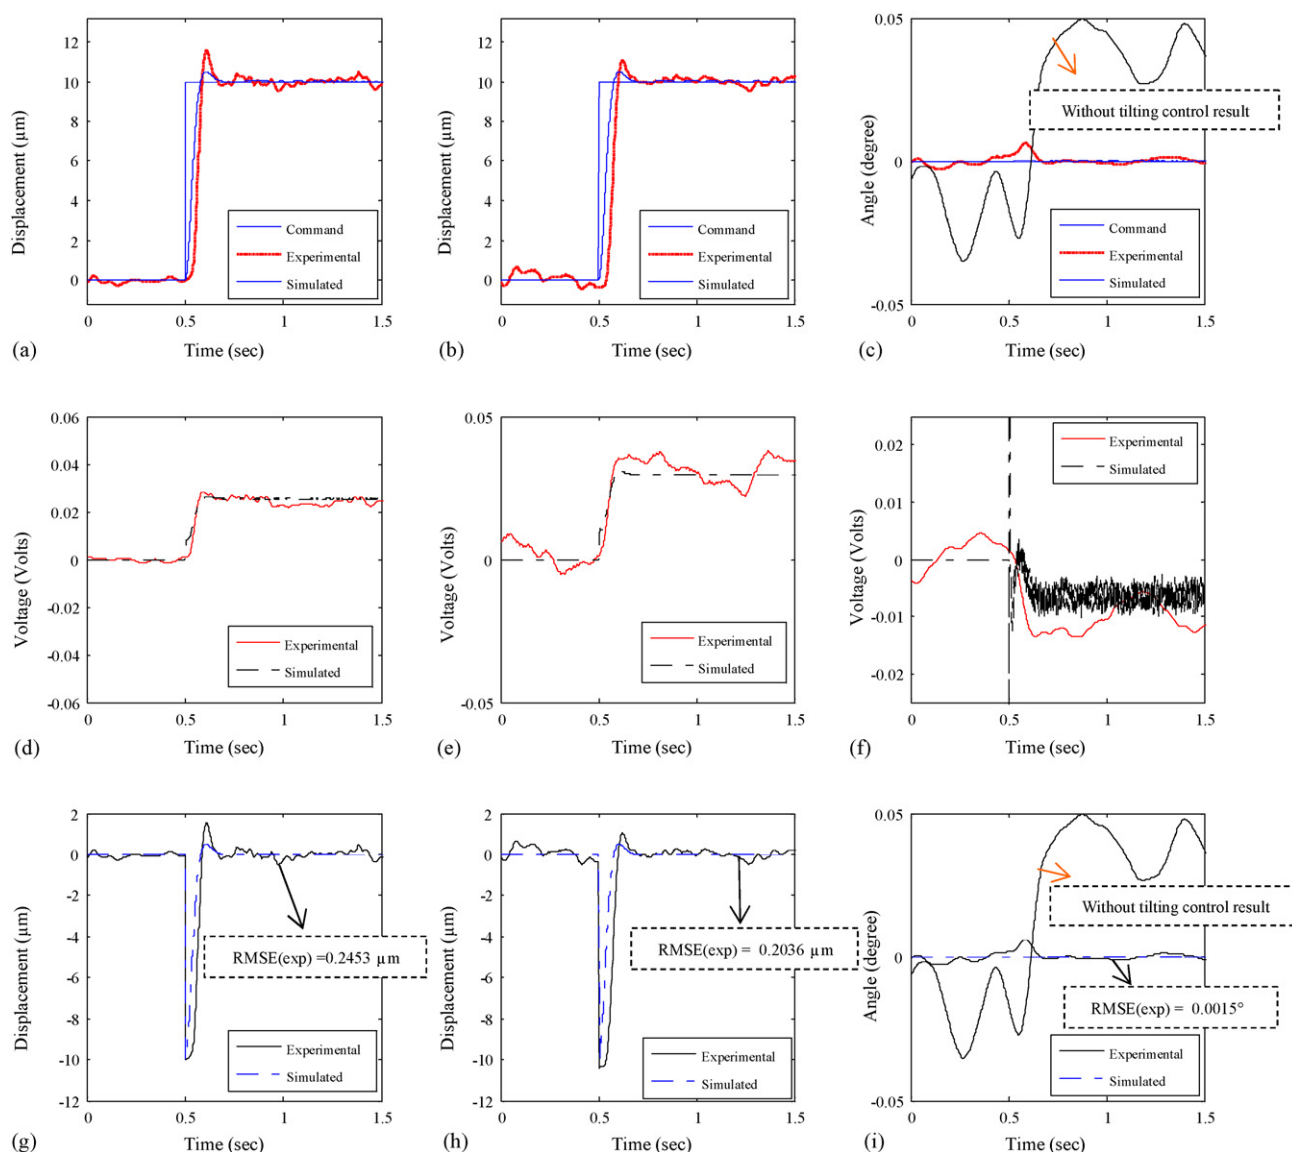 12
10
8
6
4
2
0
Displacement (µm)
Command
Experimental
Simulated
0 0.5 1 1.5
Time (sec)
(a)
12
10
8
6
4
2
0
Displacement (µm)
Command
Experimental
Simulated
0 0.5 1 1.5
Time (sec)
(b)
0.05
0
-0.05
Angle (degree)
Without tilting control result
Command
Experimental
Simulated
0 0.5 1 1.5
Time (sec)
(c)
0.06
0.04
0.02
0
-0.02
-0.04
-0.06
Voltage (Volts)
Experimental
Simulated
0 0.5 1 1.5
Time (sec)
(d)
0.05
0
-0.05
Voltage (Volts)
Experimental
Simulated
0 0.5 1 1.5
Time (sec)
(e)
0.02
0.01
0
-0.01
-0.02
Voltage (Volts)
Experimental
Simulated
0 0.5 1 1.5
Time (sec)
(f)
2
0
-2
-4
-6
-8
-10
-12
Displacement (µm)
RMSE(exp) =0.2453 µm
Experimental
Simulated
0 0.5 1 1.5
Time (sec)
(g)
2
0
-2
-4
-6
-8
-10
-12
Displacement (µm)
RMSE(exp) = 0.2036 µm
Experimental
Simulated
0 0.5 1 1.5
Time (sec)
(h)
0.05
0
-0.05
Angle (degree)
Without tilting control result
RMSE(exp) = 0.0015°
Experimental
Simulated
0 0.5 1 1.5
Time (sec)
(i)